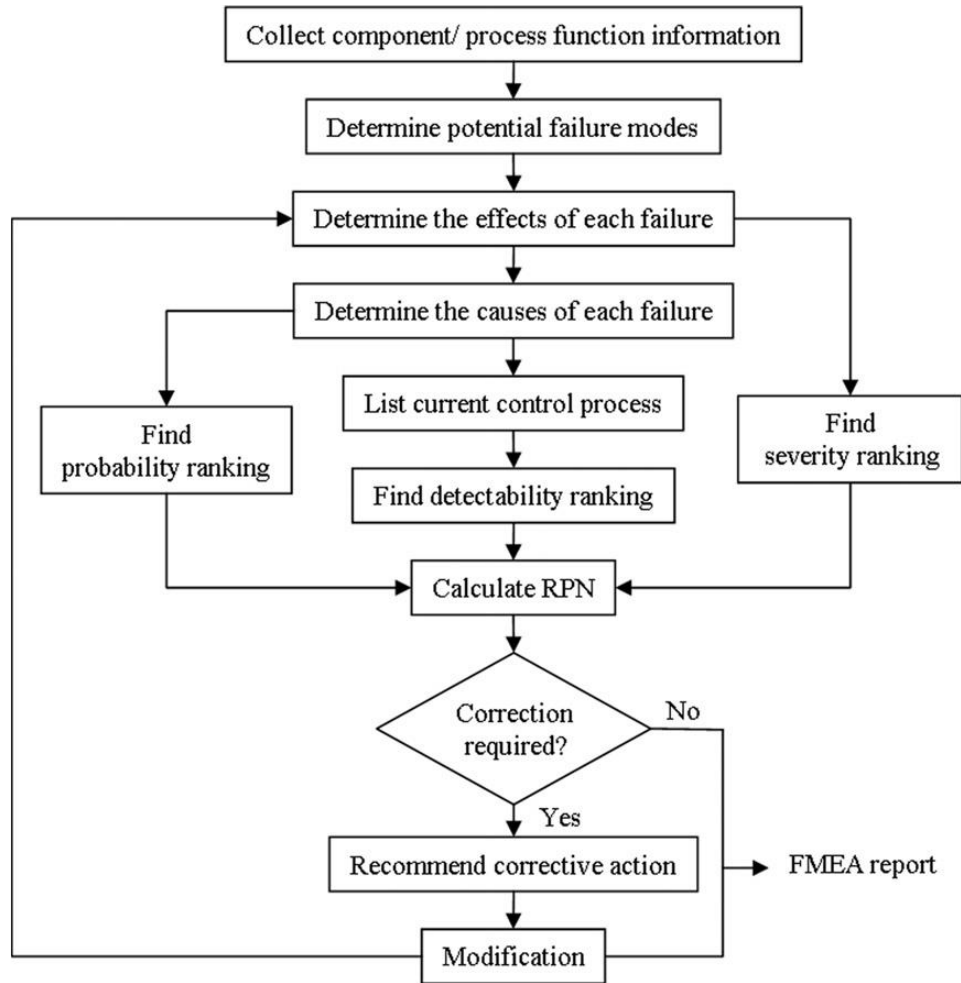 Collect component/ process function information
Determine potential failure modes
Determine the effects of each failure
Determine the causes of each failure
List current control process
Find
probability ranking
Find
severity ranking
Find detectability ranking
Calculate RPN
Correction
required?
No
Yes
Recommend corrective action
FMEA report
Modification